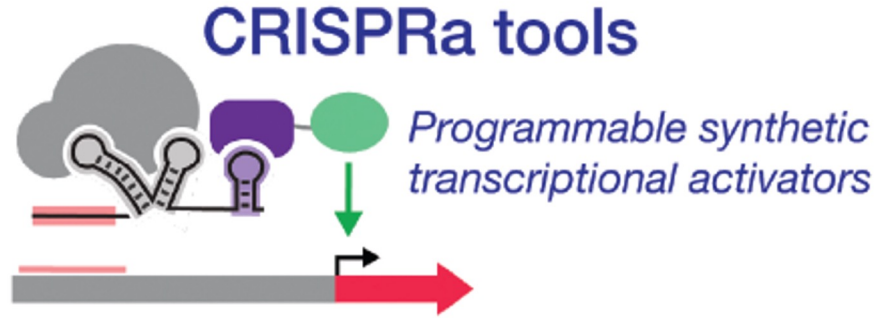 CRISPRa tools
Programmable synthetic
transcriptional activators